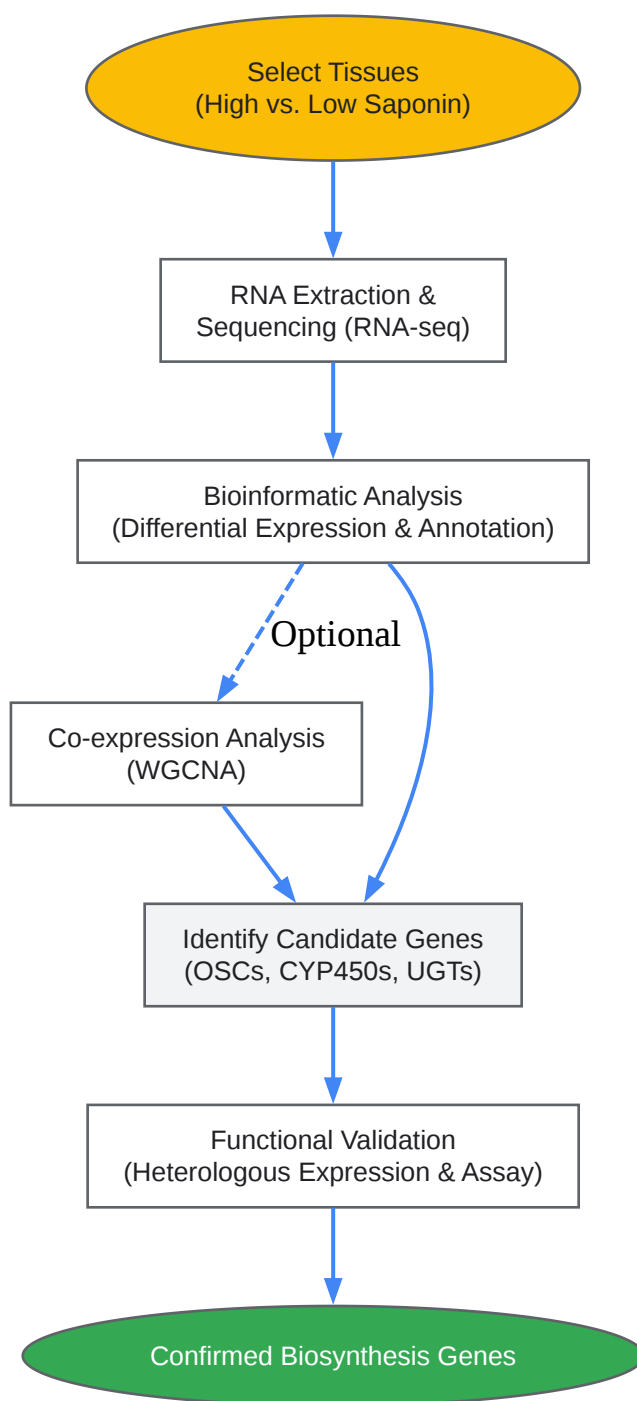 Select Tissues
(High vs. Low Saponin)
RNA Extraction &
Sequencing (RNA-seq)
Bioinformatic Analysis
(Differential Expression & Annotation)
Optional
Co-expression Analysis
(WGCNA)
Identify Candidate Genes
(OSCs, CYP450s, UGTs)
Functional Validation
(Heterologous Expression & Assay)
Confirmed Biosynthesis Genes